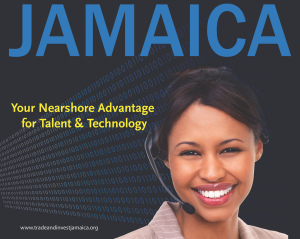 JAMAICA
Your Nearshore Advantage
for Talent & Technology
www.tradeandinvestjamaica.org